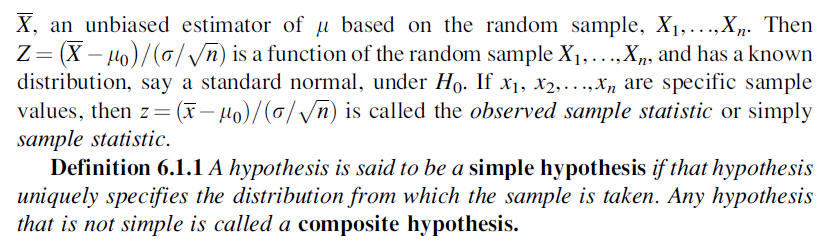 X̅, an unbiased estimator of μ based on the random sample, X₁,…,Xₙ. Then
Z = (X̅ − μ₀)/(σ/√n) is a function of the random sample X₁,…,Xₙ, and has a known
distribution, say a standard normal, under H₀. If x₁, x₂,…,xₙ are specific sample
values, then z = (x̅ − μ₀)/(σ/√n) is called the observed sample statistic or simply
sample statistic.
Definition 6.1.1 A hypothesis is said to be a simple hypothesis if that hypothesis
uniquely specifies the distribution from which the sample is taken. Any hypothesis
that is not simple is called a composite hypothesis.